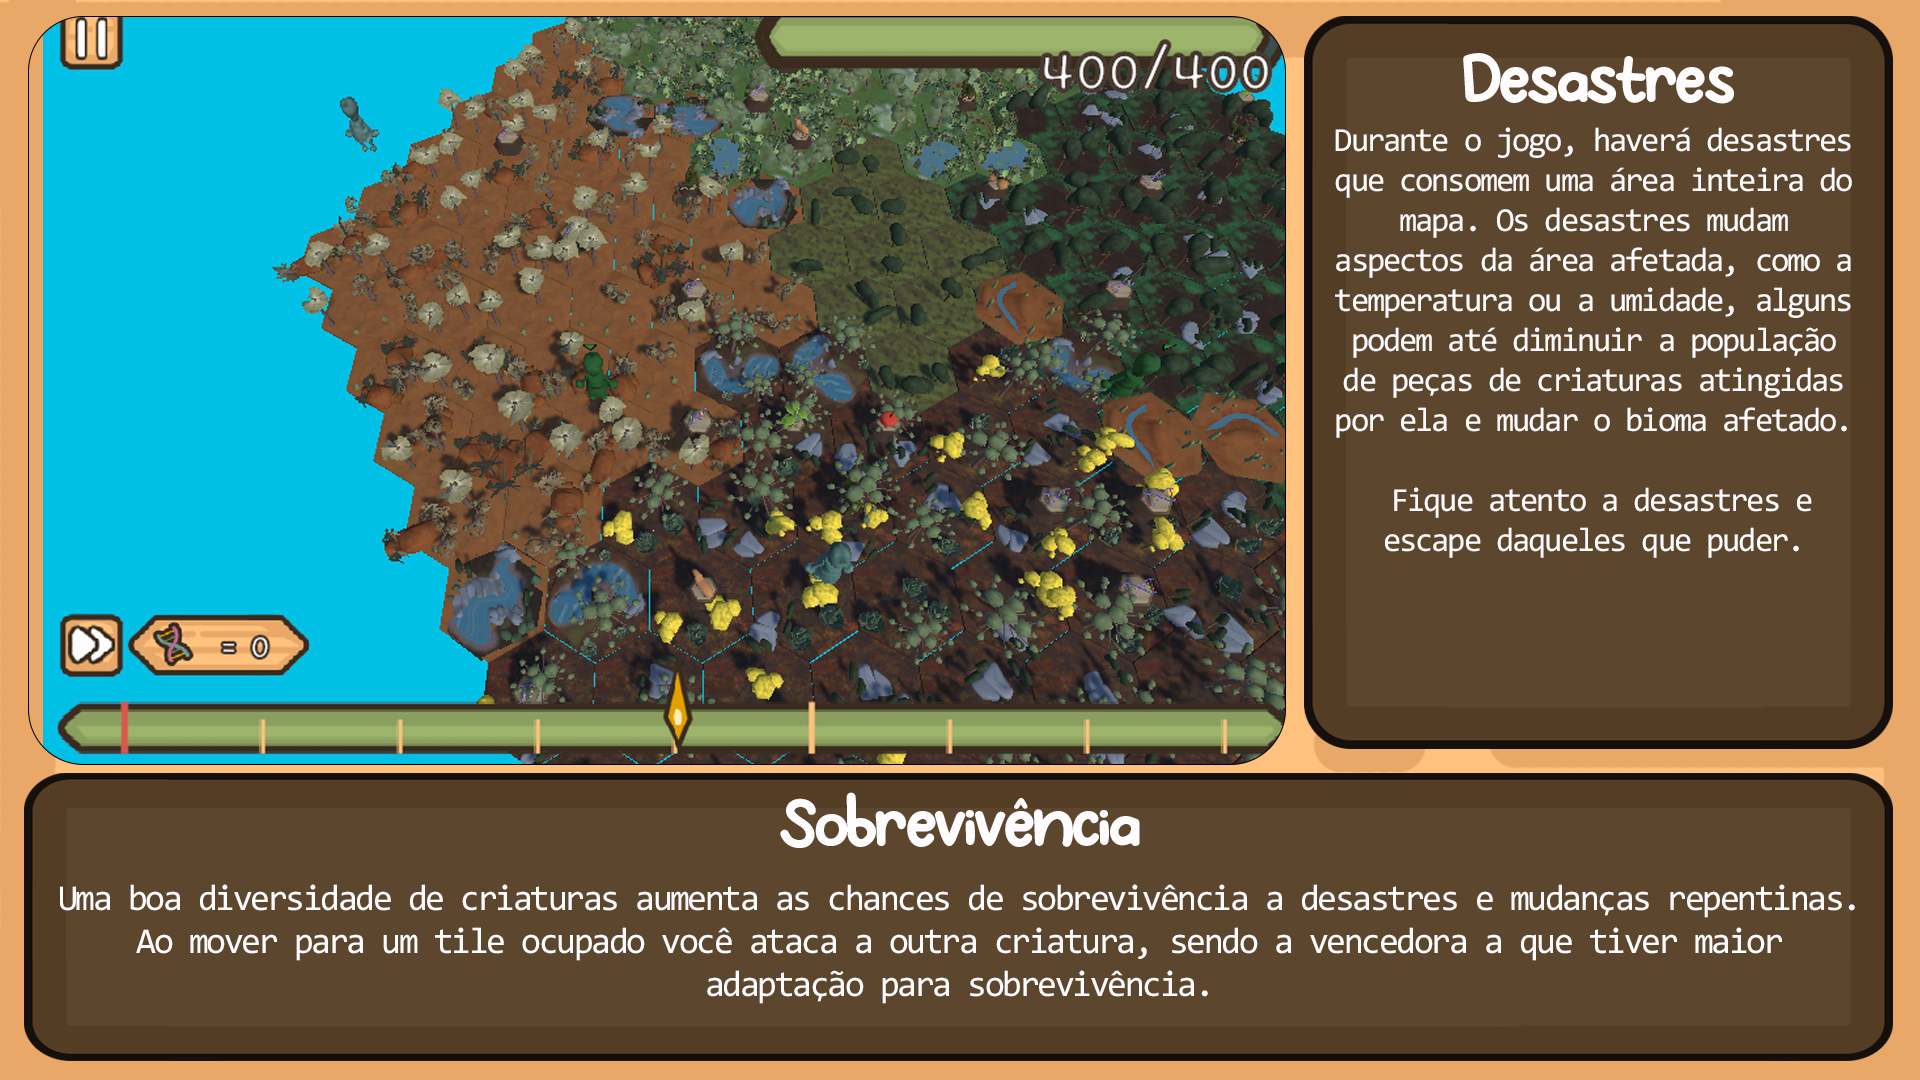 400/400
= 0
Desastres
Durante o jogo, haverá desastres
que consomem uma área inteira do
mapa. Os desastres mudam
aspectos da área afetada, como a
temperatura ou a umidade, alguns
podem até diminuir a população
de peças de criaturas atingidas
por ela e mudar o bioma afetado.
Fique atento a desastres e
escape daqueles que puder.
Sobrevivência
Uma boa diversidade de criaturas aumenta as chances de sobrevivência a desastres e mudanças repentinas.
Ao mover para um tile ocupado você ataca a outra criatura, sendo a vencedora a que tiver maior
adaptação para sobrevivência.